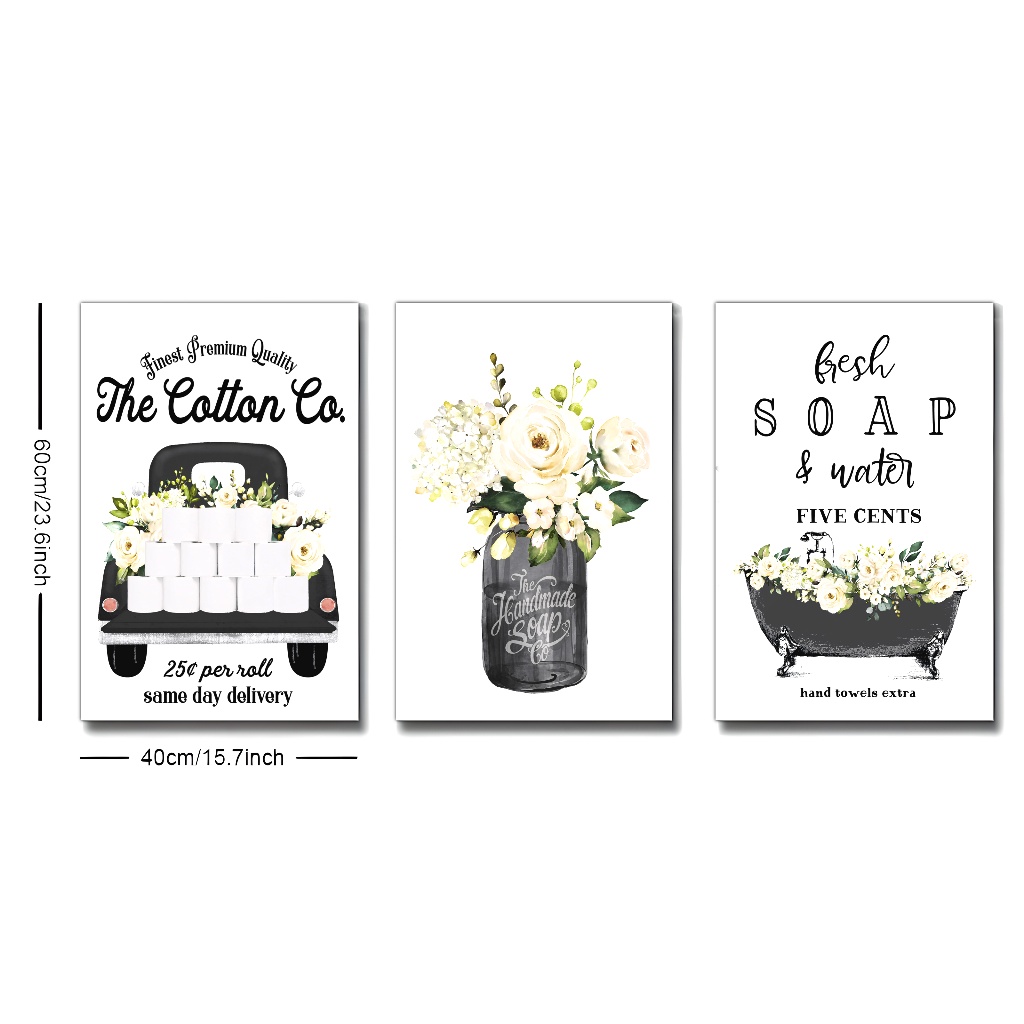 60cm/23.6inch
Finest Premium Quality
The Cotton Co.
25¢ per roll
same day delivery
40cm/15.7inch
The
Handmade
Soap
Co
fresh
SOAP
& water
FIVE CENTS
hand towels extra